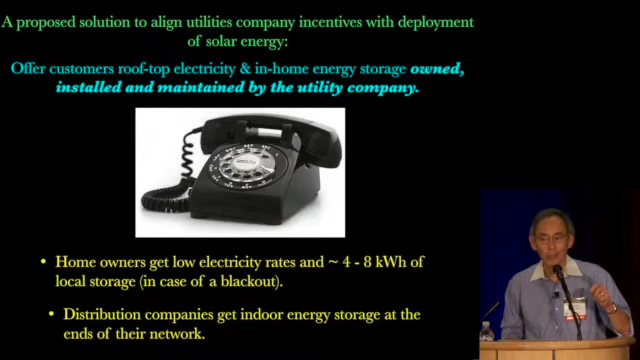 A proposed solution to align utilities company incentives with deployment
of solar energy:
Offer customers roof-top electricity & in-home energy storage owned,
installed and maintained by the utility company.
• Home owners get low electricity rates and ~ 4 - 8 kWh of
local storage (in case of a blackout).
• Distribution companies get indoor energy storage at the
ends of their network.